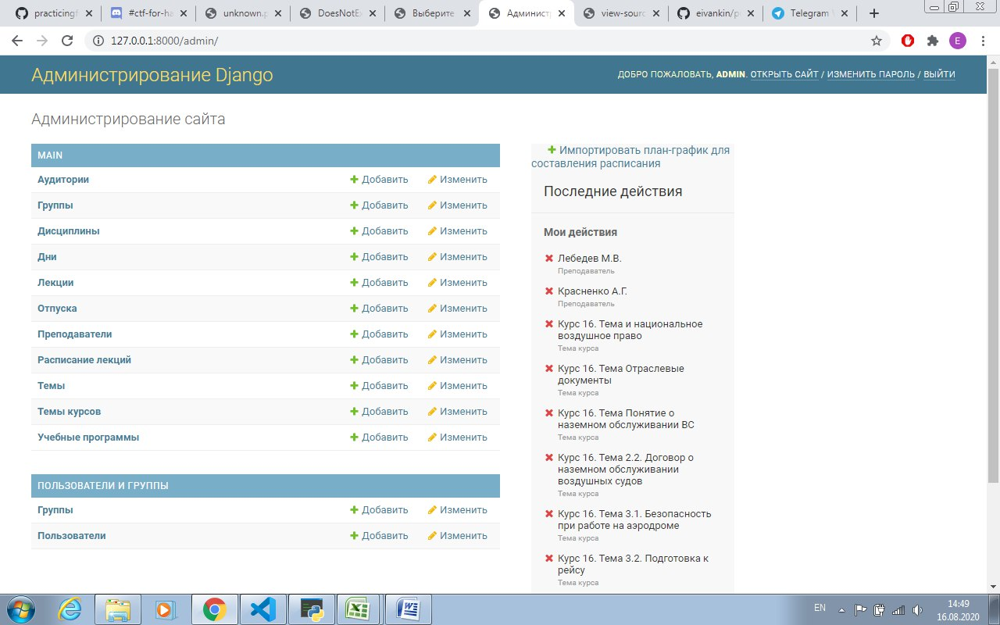 practicingf
#ctf-for-ha
unknown.p
DoesNotEx
Выберите
Админист
view-sour
eivankin/p
Telegram
127.0.0.1:8000/admin/
E
Администрирование Django
ДОБРО ПОЖАЛОВАТЬ, ADMIN. ОТКРЫТЬ САЙТ / ИЗМЕНИТЬ ПАРОЛЬ / ВЫЙТИ
Администрирование сайта
MAIN
Аудитории Добавить Изменить
Группы Добавить Изменить
Дисциплины Добавить Изменить
Дни Добавить Изменить
Лекции Добавить Изменить
Отпуска Добавить Изменить
Преподаватели Добавить Изменить
Расписание лекций Добавить Изменить
Темы Добавить Изменить
Темы курсов Добавить Изменить
Учебные программы Добавить Изменить
ПОЛЬЗОВАТЕЛИ И ГРУППЫ
Группы Добавить Изменить
Пользователи Добавить Изменить
Импортировать план-график для
составления расписания
Последние действия
Мои действия
Лебедев М.В.
Преподаватель
Красненко А.Г.
Преподаватель
Курс 16. Тема и национальное
воздушное право
Тема курса
Курс 16. Тема Отраслевые
документы
Тема курса
Курс 16. Тема Понятие о
наземном обслуживании ВС
Тема курса
Курс 16. Тема 2.2. Договор о
наземном обслуживании
воздушных судов
Тема курса
Курс 16. Тема 3.1. Безопасность
при работе на аэродроме
Тема курса
Курс 16. Тема 3.2. Подготовка к
рейсу
Тема курса
EN
14:49
16.08.2020